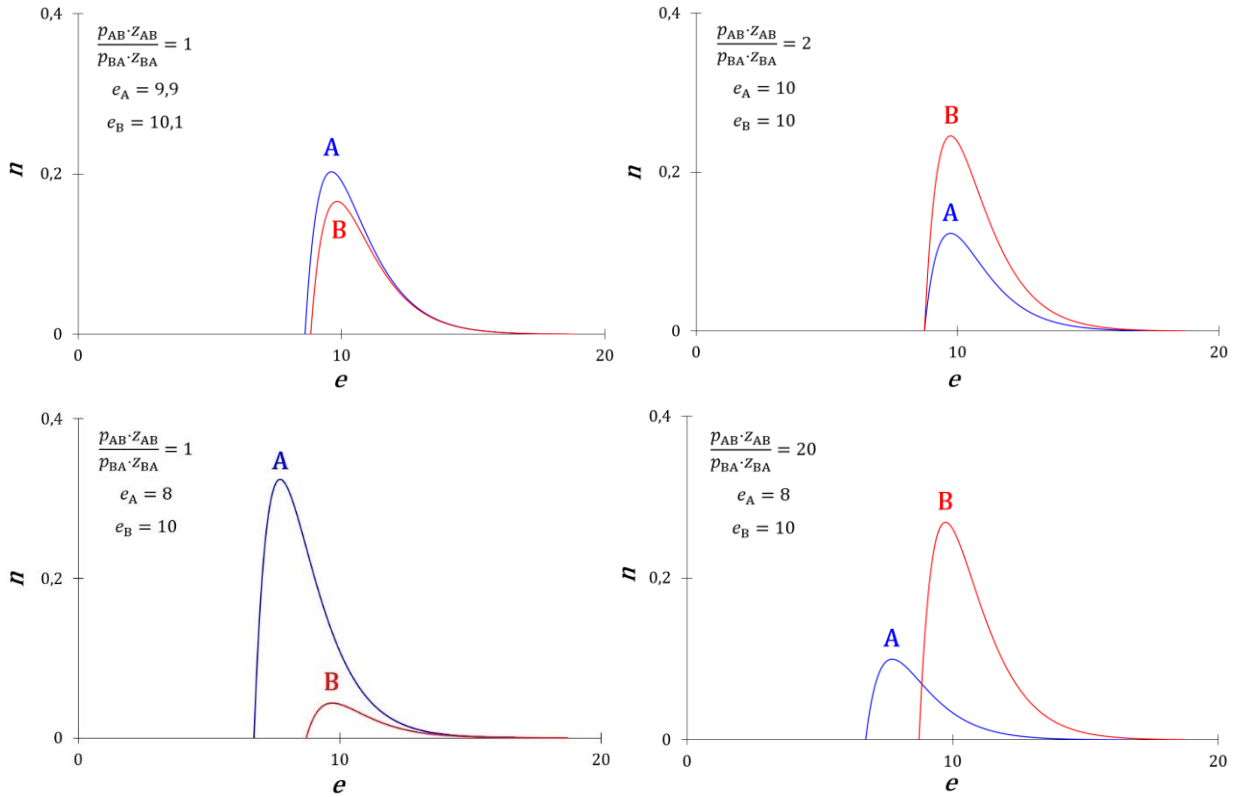 0,4
p_AB·z_AB / p_BA·z_BA = 1
e_A = 9,9
e_B = 10,1
A
n
0,2
B
0
0
10
20
e
0,4
p_AB·z_AB / p_BA·z_BA = 2
e_A = 10
e_B = 10
B
n
0,2
A
0
0
10
20
e
0,4
p_AB·z_AB / p_BA·z_BA = 1
A
e_A = 8
e_B = 10
n
0,2
B
0
0
10
20
e
0,4
p_AB·z_AB / p_BA·z_BA = 20
e_A = 8
B
e_B = 10
n
0,2
A
0
0
10
20
e